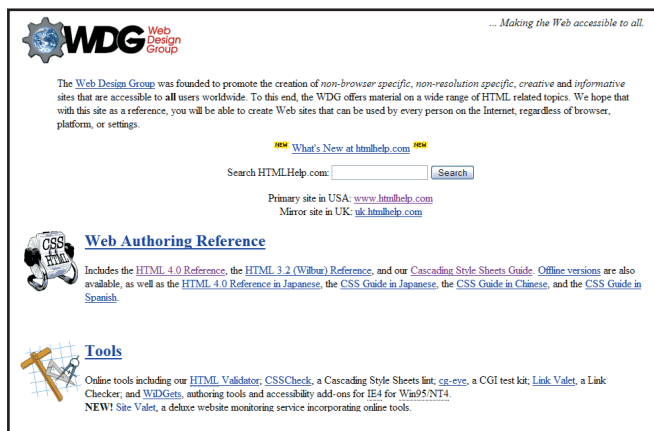 WDG Web Design Group
... Making the Web accessible to all.
The Web Design Group was founded to promote the creation of non-browser specific, non-resolution specific, creative and informative
sites that are accessible to all users worldwide. To this end, the WDG offers material on a wide range of HTML related topics. We hope that
with this site as a reference, you will be able to create Web sites that can be used by every person on the Internet, regardless of browser,
platform, or settings.
NEW What's New at htmlhelp.com NEW
Search HTMLHelp.com: Search
Primary site in USA: www.htmlhelp.com
Mirror site in UK: uk.htmlhelp.com
CSS & HTML
Web Authoring Reference
Includes the HTML 4.0 Reference, the HTML 3.2 (Wilbur) Reference, and our Cascading Style Sheets Guide. Offline versions are also
available, as well as the HTML 4.0 Reference in Japanese, the CSS Guide in Japanese, the CSS Guide in Chinese, and the CSS Guide in
Spanish.
Tools
Online tools including our HTML Validator; CSSCheck, a Cascading Style Sheets lint; cg-eye, a CGI test kit; Link Valet, a Link
Checker; and WiDGets, authoring tools and accessibility add-ons for IE4 for Win95/NT4.
NEW! Site Valet, a deluxe website monitoring service incorporating online tools.